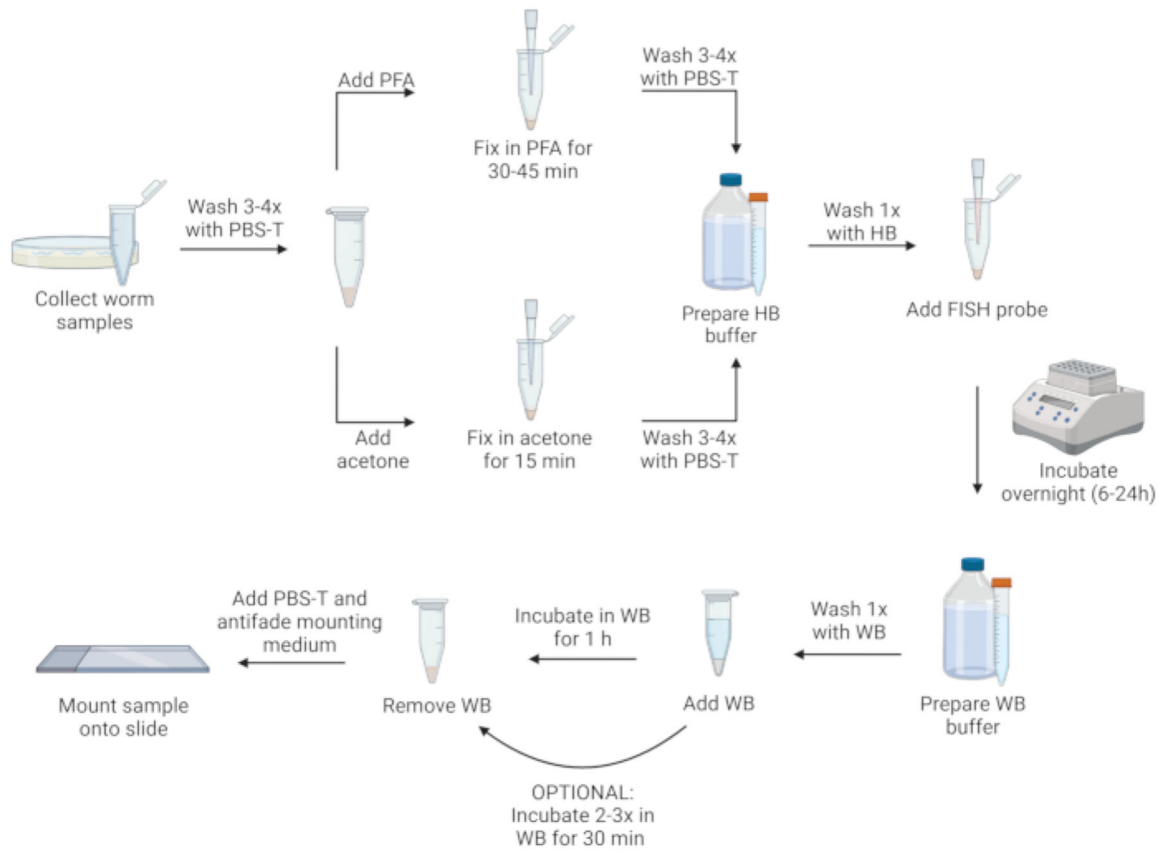 Collect worm
samples
Wash 3-4x
with PBS-T
Add PFA
Fix in PFA for
30-45 min
Wash 3-4x
with PBS-T
Add
acetone
Fix in acetone
for 15 min
Wash 3-4x
with PBS-T
Prepare HB
buffer
Wash 1x
with HB
Add FISH probe
Incubate
overnight (6-24h)
Prepare WB
buffer
Wash 1x
with WB
Add WB
Incubate in WB
for 1 h
OPTIONAL:
Incubate 2-3x in
WB for 30 min
Remove WB
Add PBS-T and
antifade mounting
medium
Mount sample
onto slide